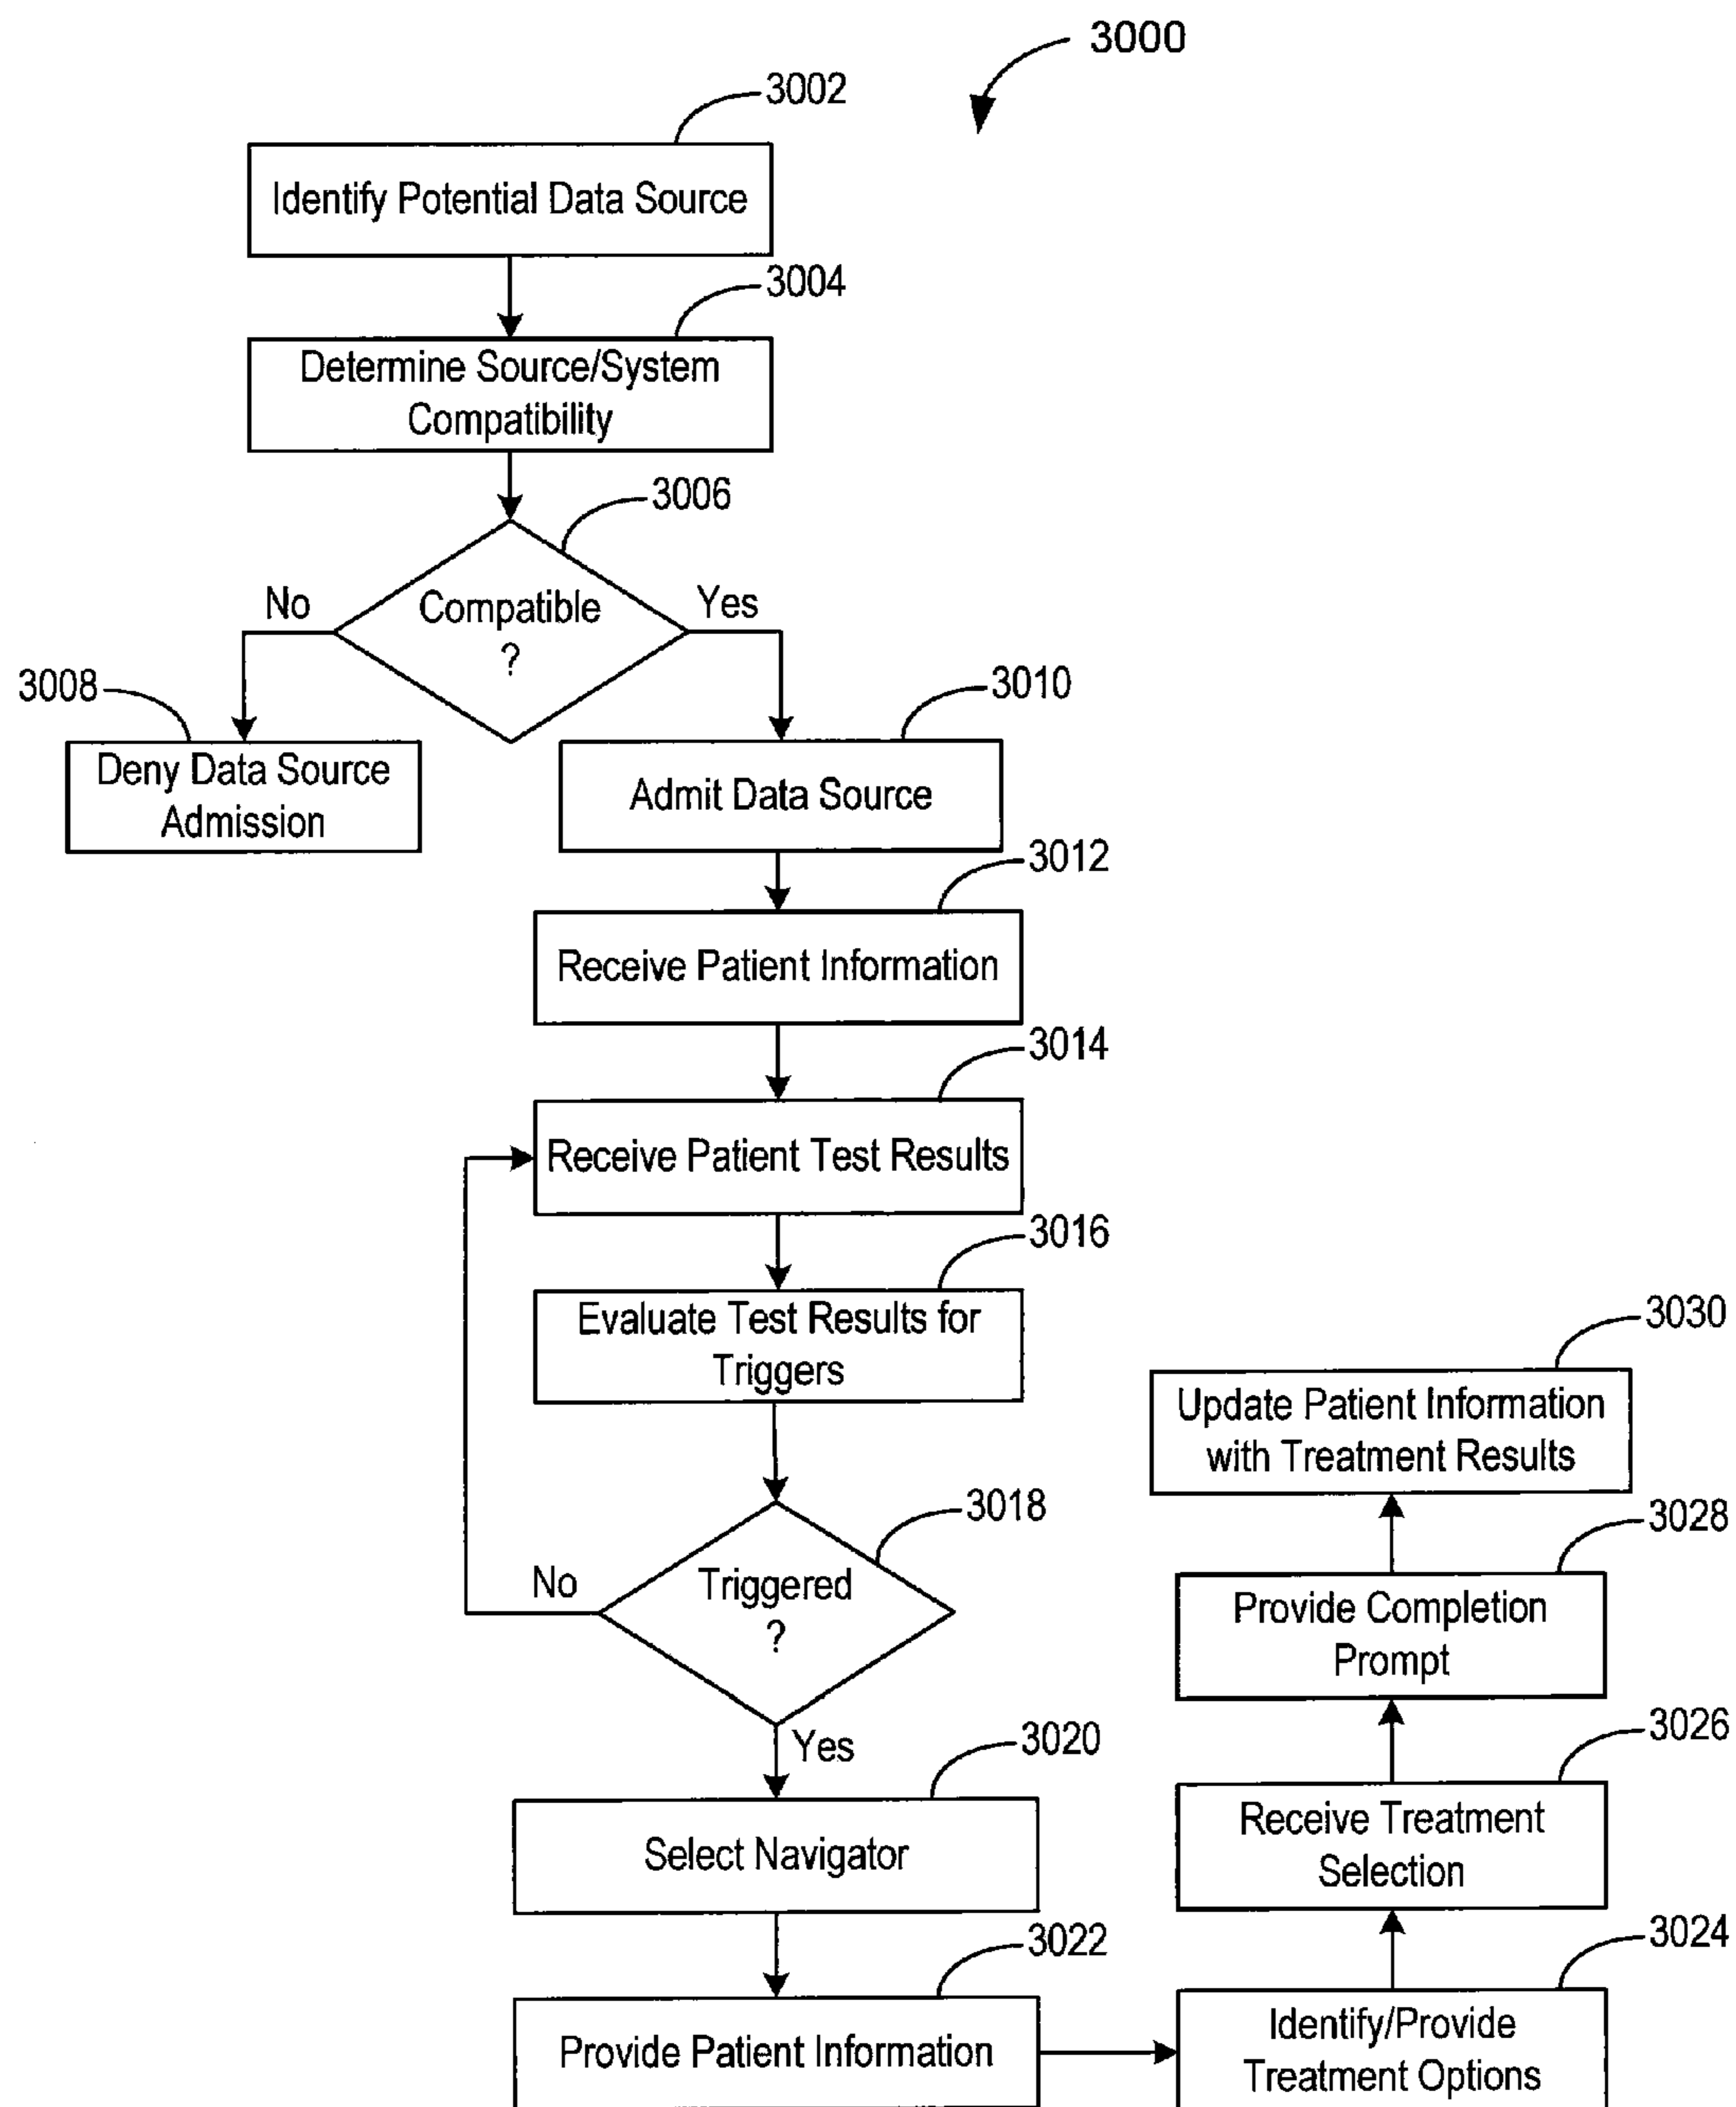 3000
3002
Identify Potential Data Source
3004
Determine Source/System
Compatibility
3006
Compatible
?
No
Yes
3008
Deny Data Source
Admission
3010
Admit Data Source
3012
Receive Patient Information
3014
Receive Patient Test Results
3016
Evaluate Test Results for
Triggers
3018
Triggered
?
No
Yes
3020
Select Navigator
3022
Provide Patient Information
3024
Identify/Provide
Treatment Options
3026
Receive Treatment
Selection
3028
Provide Completion
Prompt
3030
Update Patient Information
with Treatment Results